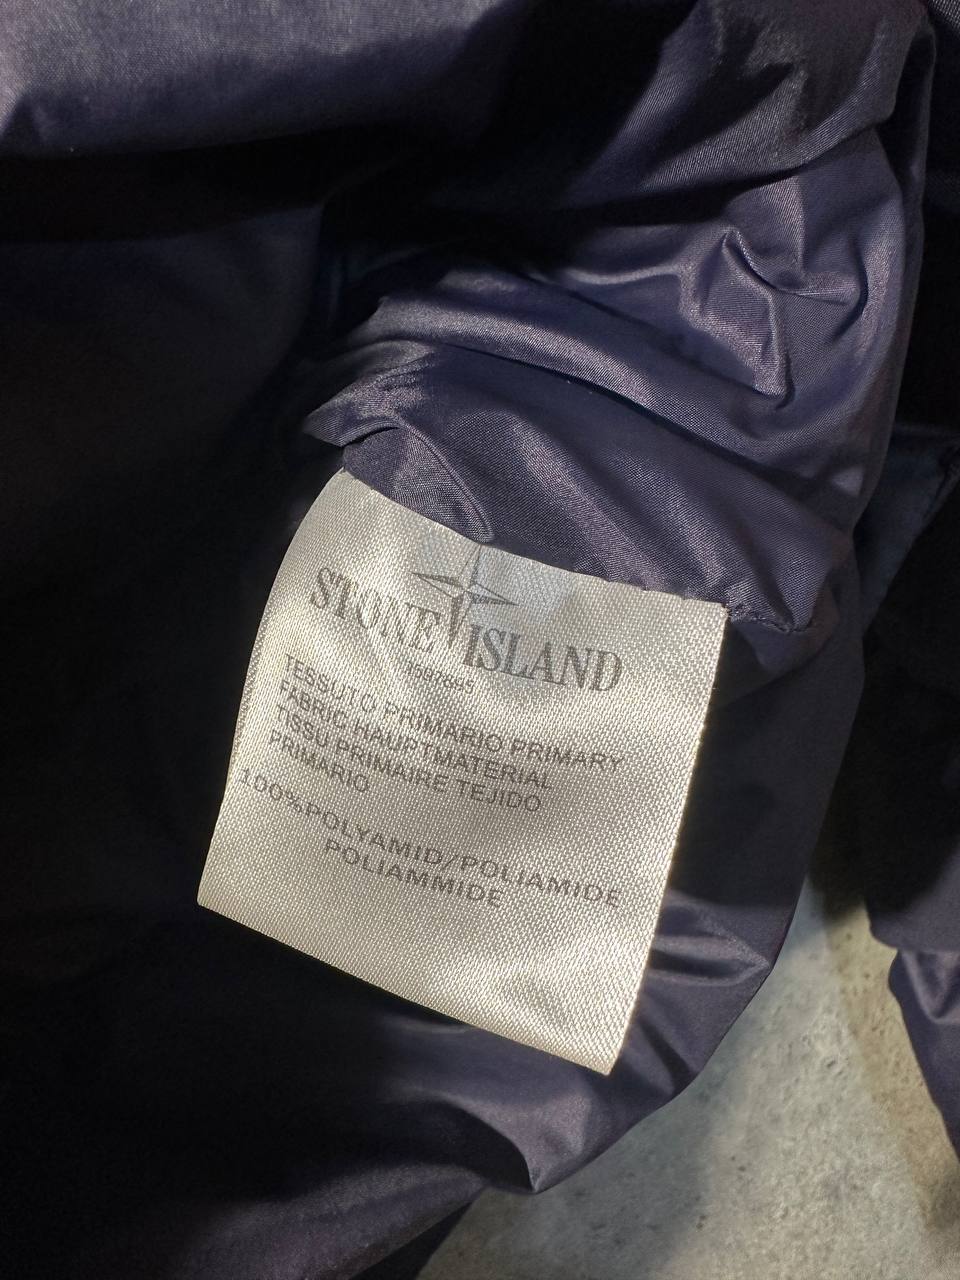 STONE ISLAND
TESSUTO PRIMARIO PRIMARY
FABRIC HAUPTMATERIAL
TISSU PRIMAIRE TEJIDO
PRIMARIO
100%POLYAMID/POLIAMIDE
POLIAMMIDE